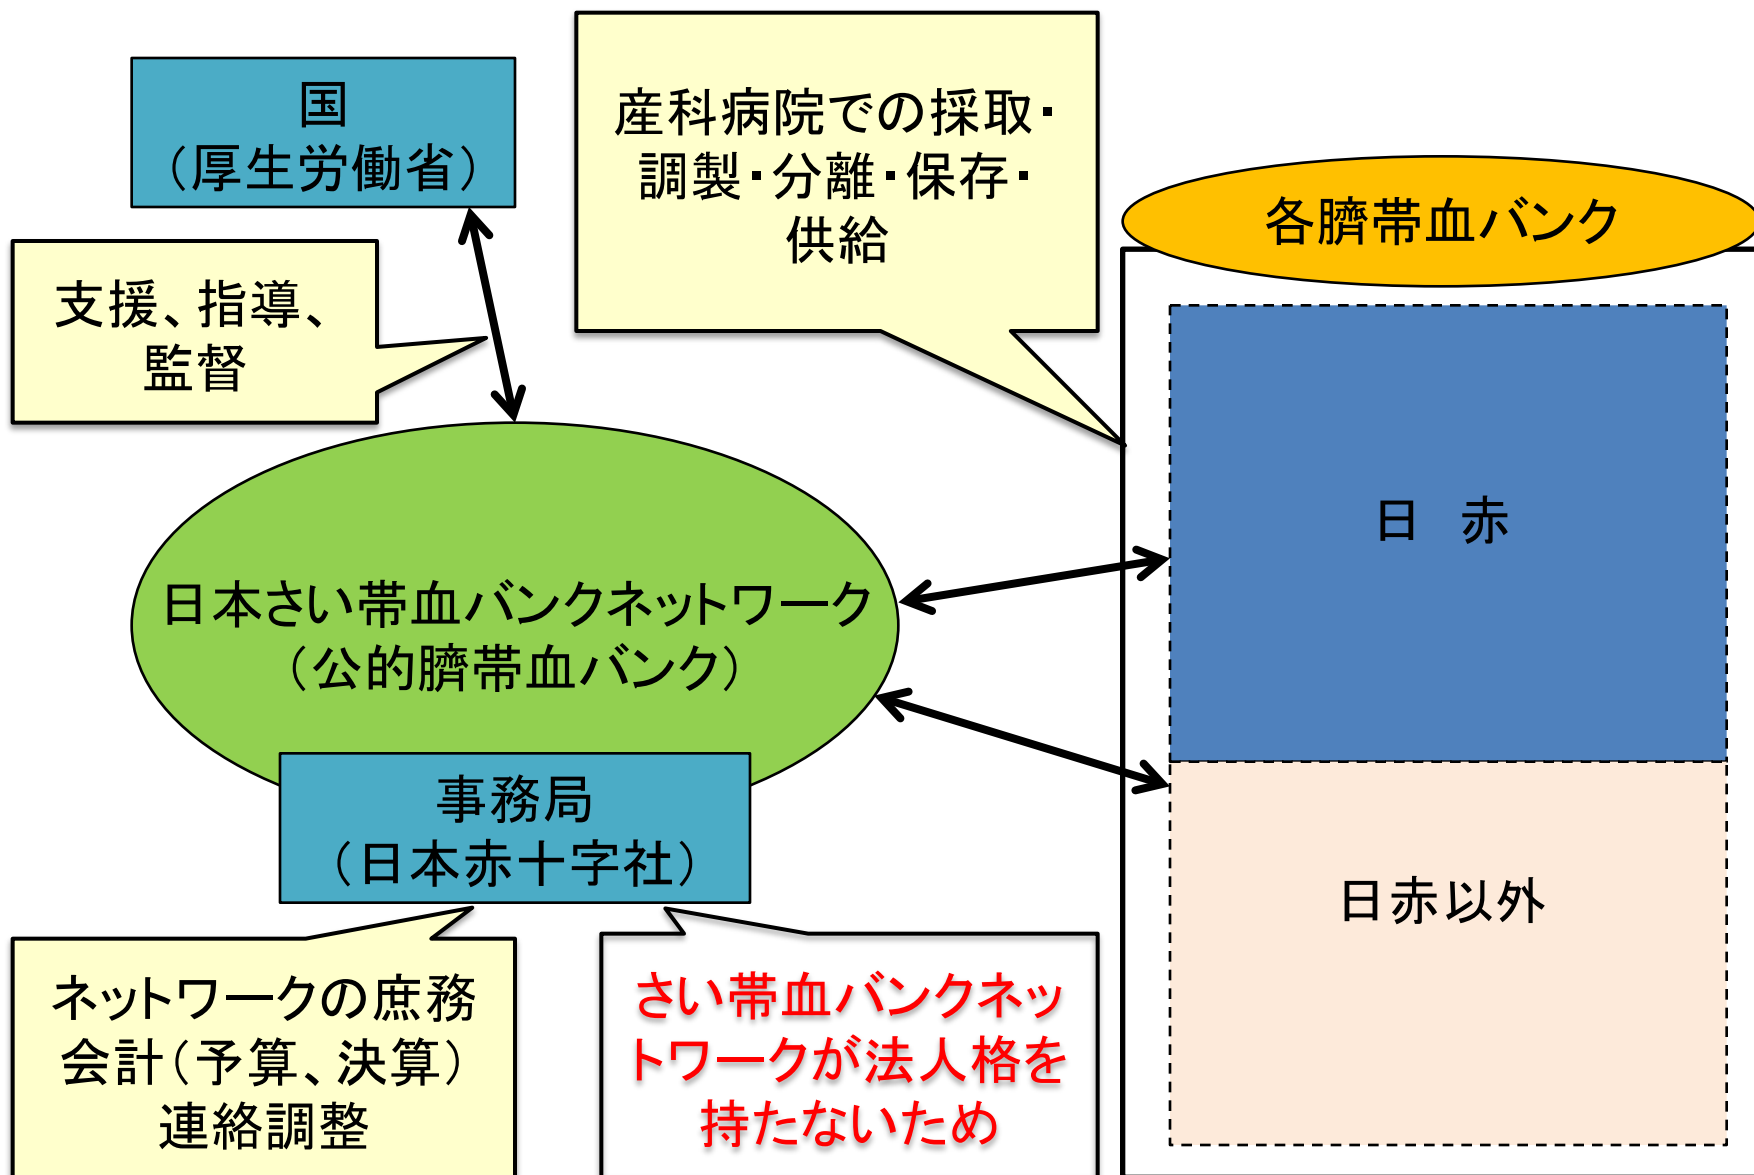 国
（厚生労働省）
産科病院での採取・
調製・分離・保存・
供給
各臍帯血バンク
支援、指導、
監督
日　赤
日本さい帯血バンクネットワーク
（公的臍帯血バンク）
事務局
（日本赤十字社）
日赤以外
ネットワークの庶務
会計（予算、決算）
連絡調整
さい帯血バンクネッ
トワークが法人格を
持たないため